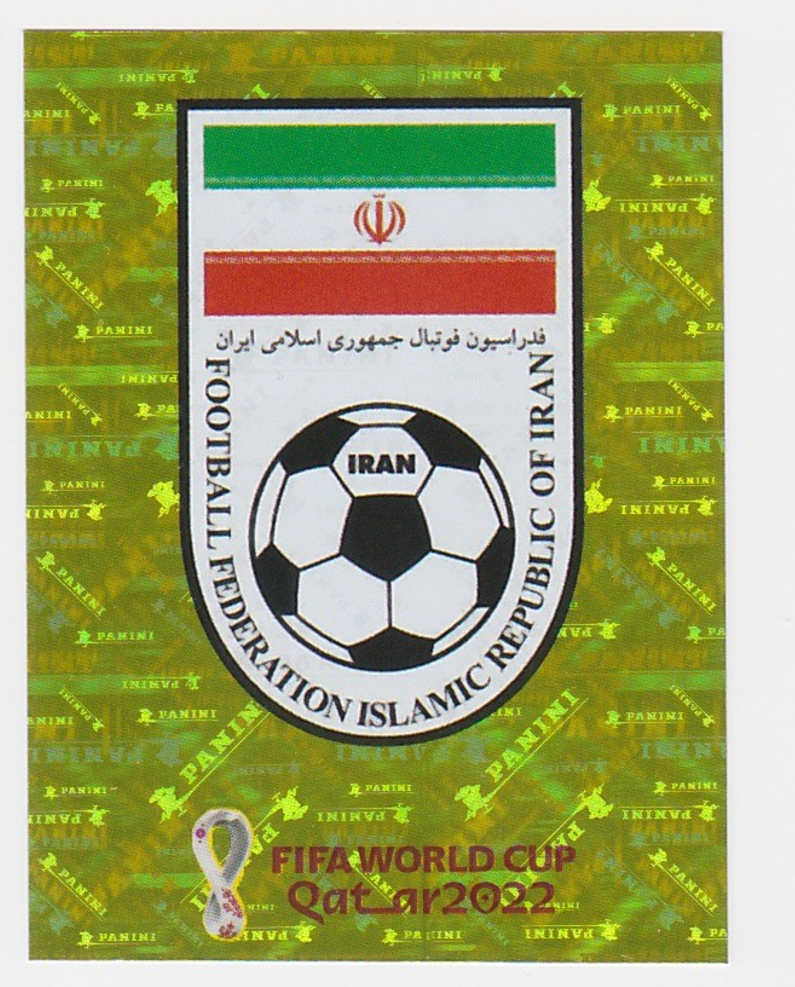 فدراسیون فوتبال جمهوری اسلامی ایران
FOOTBALL FEDERATION ISLAMIC REPUBLIC OF IRAN
IRAN
PANINI
FIFA WORLD CUP
Qatar2022